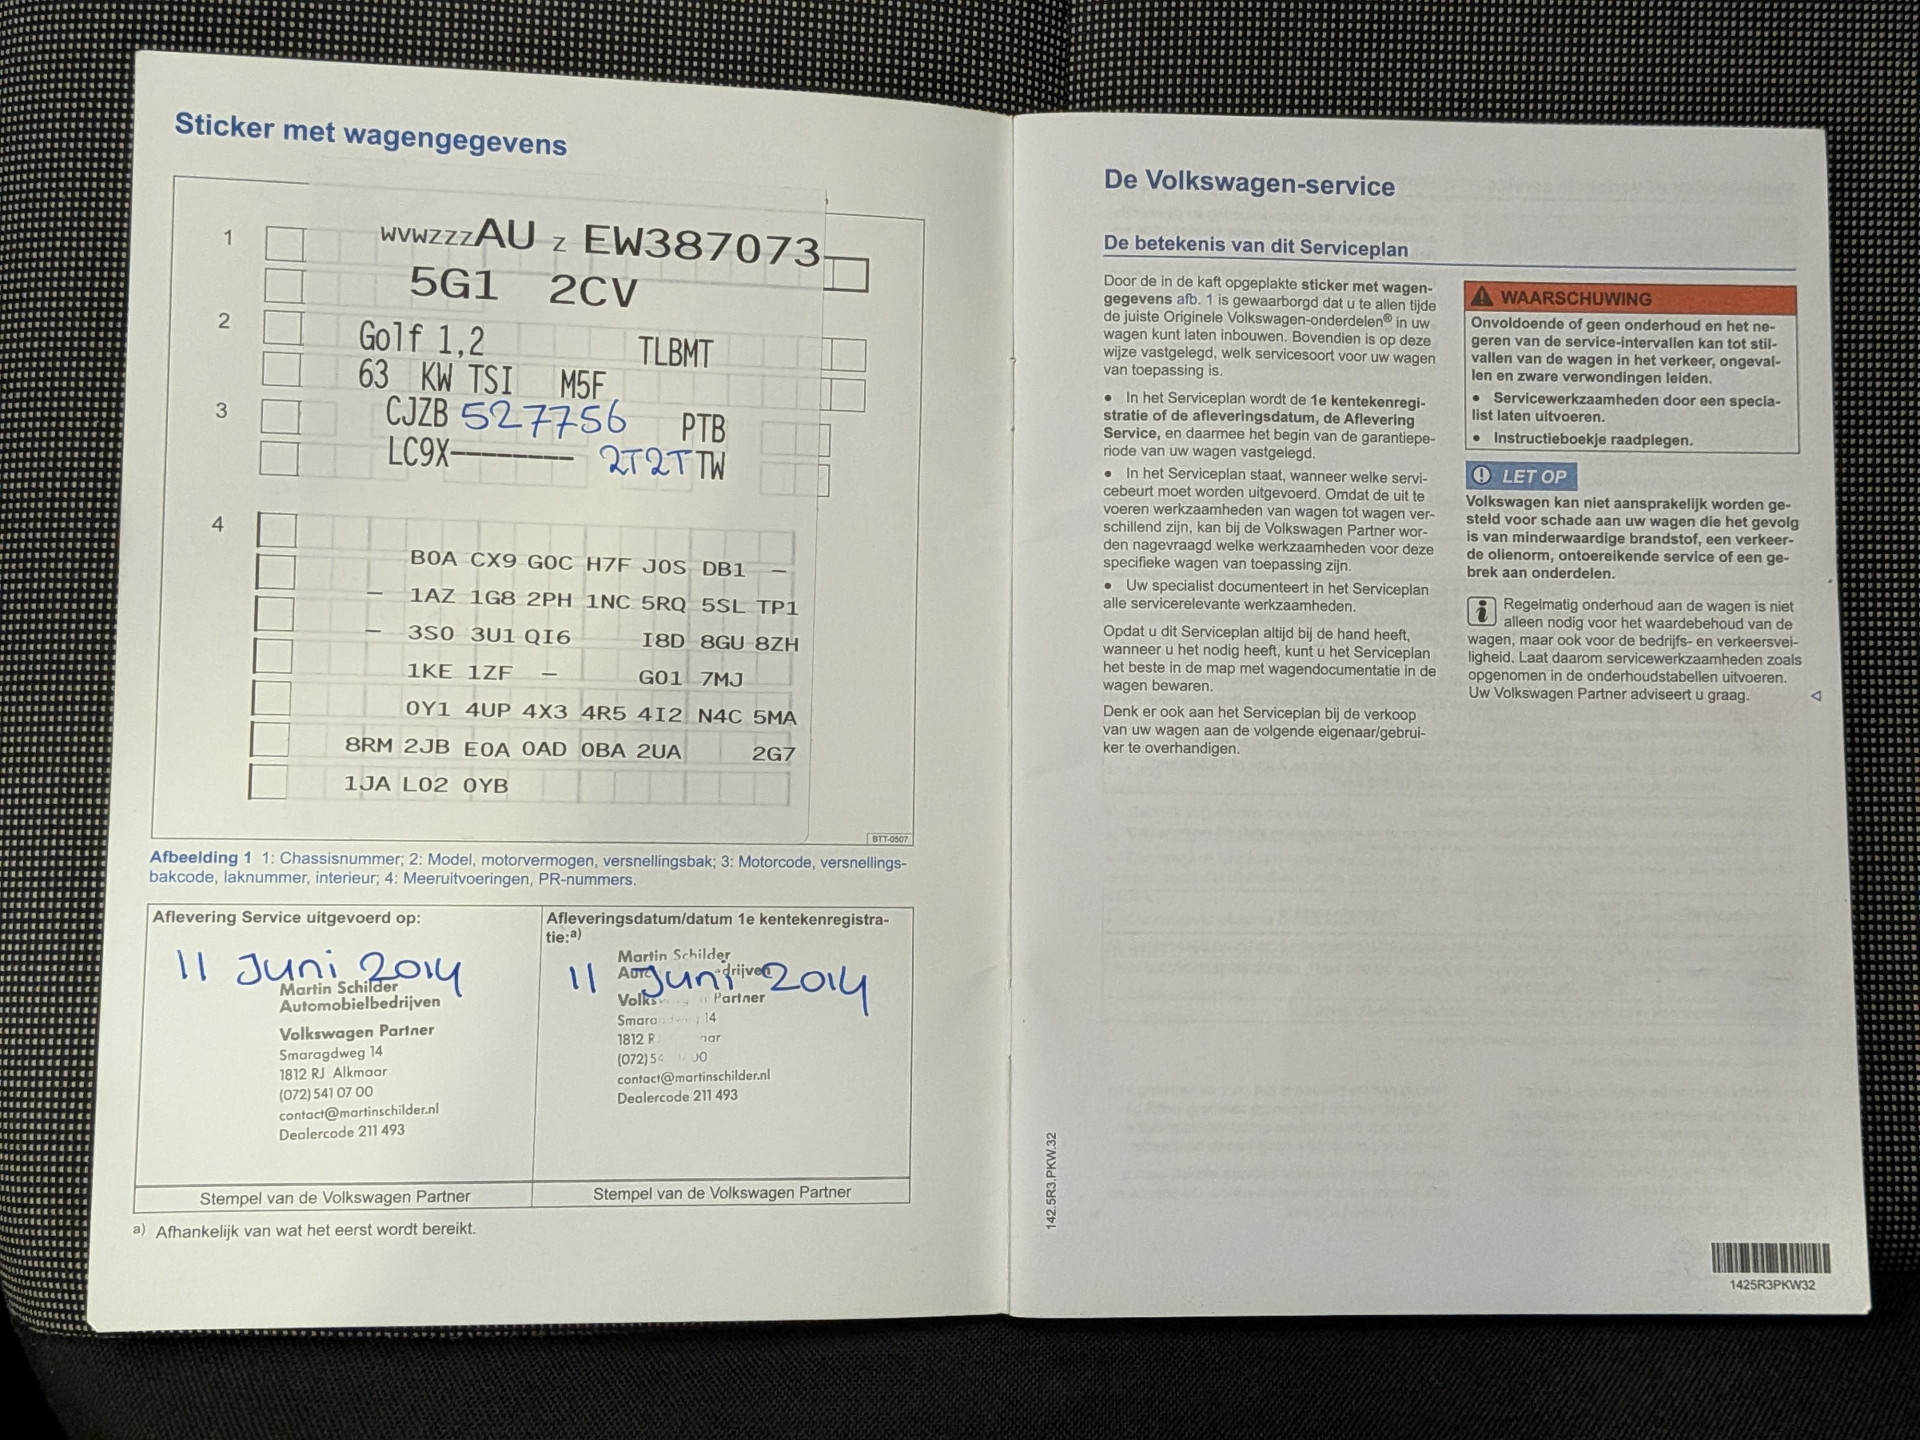 Sticker met wagengegevens
1
WVWZZZAU Z EW387073
5G1 2CV
2
Golf 1,2 TLBMT
63 KW TSI M5F
3
CJZB 527756 PTB
LC9X-------- 2T2T TW
4
B0A CX9 G0C H7F J0S DB1 -
- 1AZ 1G8 2PH 1NC 5RQ 5SL TP1
- 3S0 3U1 QI6 I8D 8GU 8ZH
1KE 1ZF - G01 7MJ
0Y1 4UP 4X3 4R5 4I2 N4C 5MA
8RM 2JB E0A 0AD 0BA 2UA 2G7
1JA L02 0YB
BTT-0507
Afbeelding 1 1: Chassisnummer; 2: Model, motorvermogen, versnellingsbak; 3: Motorcode, versnellings-
bakcode, laknummer, interieur; 4: Meeruitvoeringen, PR-nummers.
Aflevering Service uitgevoerd op:
11 Juni 2014
Martin Schilder
Automobielbedrijven
Volkswagen Partner
Smaragdweg 14
1812 RJ Alkmaar
(072) 541 07 00
contact@martinschilder.nl
Dealercode 211 493
Stempel van de Volkswagen Partner
Afleveringsdatum/datum 1e kentekenregistra-
tie:a)
Martin Schilder
11 Juni 2014
Partner
14
1812
contact@martinschilder.nl
Dealercode 211 493
Stempel van de Volkswagen Partner
a) Afhankelijk van wat het eerst wordt bereikt.
De Volkswagen-service
De betekenis van dit Serviceplan
Door de in de kaft opgeplakte sticker met wagen-
gegevens afb. 1 is gewaarborgd dat u te allen tijde
de juiste Originele Volkswagen-onderdelen® in uw
wagen kunt laten inbouwen. Bovendien is op deze
wijze vastgelegd, welk servicesoort voor uw wagen
van toepassing is.
• In het Serviceplan wordt de 1e kentekenregi-
stratie of de afleveringsdatum, de Aflevering
Service, en daarmee het begin van de garantiepe-
riode van uw wagen vastgelegd.
• In het Serviceplan staat, wanneer welke servi-
cebeurt moet worden uitgevoerd. Omdat de uit te
voeren werkzaamheden van wagen tot wagen ver-
schillend zijn, kan bij de Volkswagen Partner wor-
den nagevraagd welke werkzaamheden voor deze
specifieke wagen van toepassing zijn.
• Uw specialist documenteert in het Serviceplan
alle servicerelevante werkzaamheden.
Opdat u dit Serviceplan altijd bij de hand heeft,
wanneer u het nodig heeft, kunt u het Serviceplan
het beste in de map met wagendocumentatie in de
wagen bewaren.
Denk er ook aan het Serviceplan bij de verkoop
van uw wagen aan de volgende eigenaar/gebrui-
ker te overhandigen.
WAARSCHUWING
Onvoldoende of geen onderhoud en het ne-
geren van de service-intervallen kan tot stil-
vallen van de wagen in het verkeer, ongeval-
len en zware verwondingen leiden.
• Servicewerkzaamheden door een specia-
list laten uitvoeren.
• Instructieboekje raadplegen.
LET OP
Volkswagen kan niet aansprakelijk worden ge-
steld voor schade aan uw wagen die het gevolg
is van minderwaardige brandstof, een verkeer-
de olienorm, ontoereikende service of een ge-
brek aan onderdelen.
Regelmatig onderhoud aan de wagen is niet
alleen nodig voor het waardebehoud van de
wagen, maar ook voor de bedrijfs- en verkeersvei-
ligheid. Laat daarom servicewerkzaamheden zoals
opgenomen in de onderhoudstabellen uitvoeren.
Uw Volkswagen Partner adviseert u graag.
142.5R3.PKW.32
1425R3PKW32